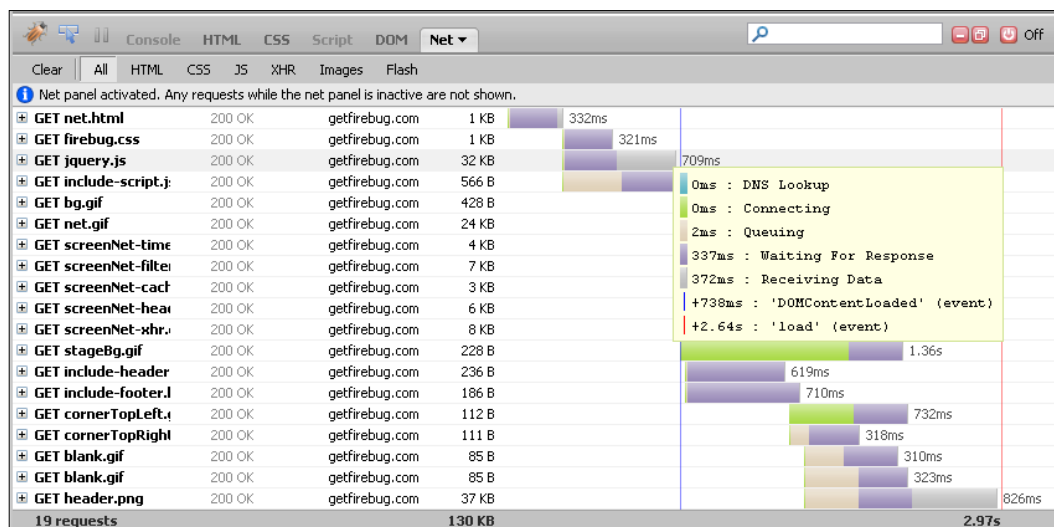 Console HTML CSS Script DOM Net Off
Clear All HTML CSS JS XHR Images Flash
Net panel activated. Any requests while the net panel is inactive are not shown.
GET net.html 200 OK getfirebug.com 1 KB 332ms
GET firebug.css 200 OK getfirebug.com 1 KB 321ms
GET jquery.js 200 OK getfirebug.com 32 KB 709ms
GET include-script.j 200 OK getfirebug.com 566 B
GET bg.gif 200 OK getfirebug.com 428 B
GET net.gif 200 OK getfirebug.com 24 KB
GET screenNet-time 200 OK getfirebug.com 4 KB
GET screenNet-filte 200 OK getfirebug.com 7 KB
GET screenNet-cach 200 OK getfirebug.com 3 KB
GET screenNet-hea 200 OK getfirebug.com 6 KB
GET screenNet-xhr. 200 OK getfirebug.com 8 KB
0ms : DNS Lookup
0ms : Connecting
2ms : Queuing
337ms : Waiting For Response
372ms : Receiving Data
+738ms : 'DOMContentLoaded' (event)
+2.64s : 'load' (event)
GET stageBg.gif 200 OK getfirebug.com 228 B 1.36s
GET include-header 200 OK getfirebug.com 236 B 619ms
GET include-footer. 200 OK getfirebug.com 186 B 710ms
GET cornerTopLeft. 200 OK getfirebug.com 112 B 732ms
GET cornerTopRight 200 OK getfirebug.com 111 B 318ms
GET blank.gif 200 OK getfirebug.com 85 B 310ms
GET blank.gif 200 OK getfirebug.com 85 B 323ms
GET header.png 200 OK getfirebug.com 37 KB 826ms
19 requests 130 KB 2.97s